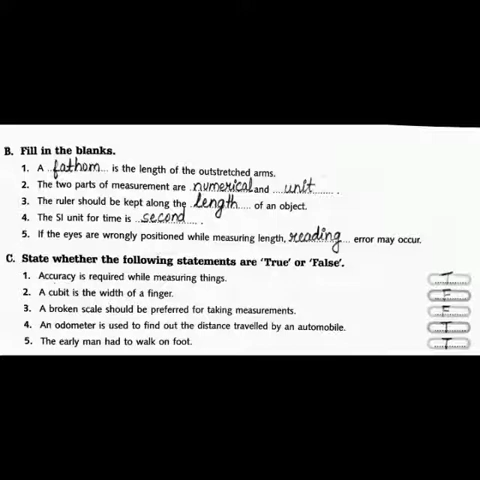 B. Fill in the blanks.
1. A ...fathom... is the length of the outstretched arms.
2. The two parts of measurement are numerical and ....unit.... .
3. The ruler should be kept along the length.... of an object.
4. The SI unit for time is ...second.... .
5. If the eyes are wrongly positioned while measuring length, reading... error may occur.
C. State whether the following statements are 'True' or 'False'.
1. Accuracy is required while measuring things. T
2. A cubit is the width of a finger. F
3. A broken scale should be preferred for taking measurements. F
4. An odometer is used to find out the distance travelled by an automobile. T
5. The early man had to walk on foot. T